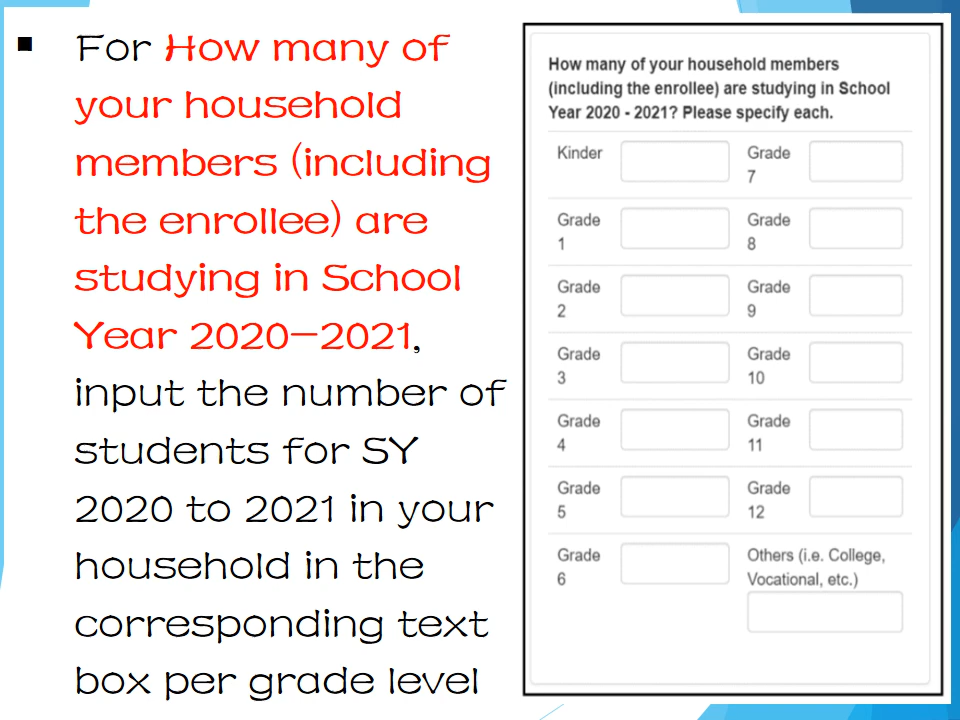 ▪ For How many of
your household
members (including
the enrollee) are
studying in School
Year 2020-2021,
input the number of
students for SY
2020 to 2021 in your
household in the
corresponding text
box per grade level
How many of your household members
(including the enrollee) are studying in School
Year 2020 - 2021? Please specify each.
Kinder
Grade
7
Grade
1
Grade
8
Grade
2
Grade
9
Grade
3
Grade
10
Grade
4
Grade
11
Grade
5
Grade
12
Grade
6
Others (i.e. College,
Vocational, etc.)